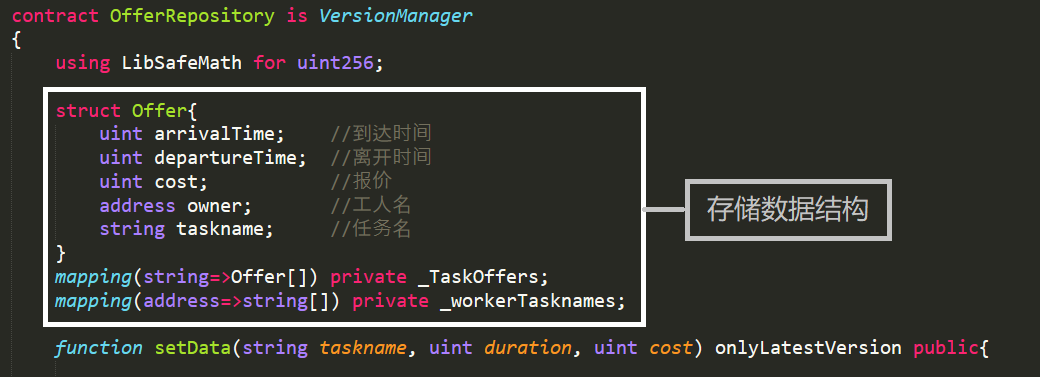 contract OfferRepository is VersionManager
{
using LibSafeMath for uint256;
struct Offer{
uint arrivalTime; //到达时间
uint departureTime; //离开时间
uint cost; //报价
address owner; //工人名
string taskname; //任务名
}
mapping(string=>Offer[]) private _TaskOffers;
mapping(address=>string[]) private _workerTasknames;
存储数据结构
function setData(string taskname, uint duration, uint cost) onlyLatestVersion public{